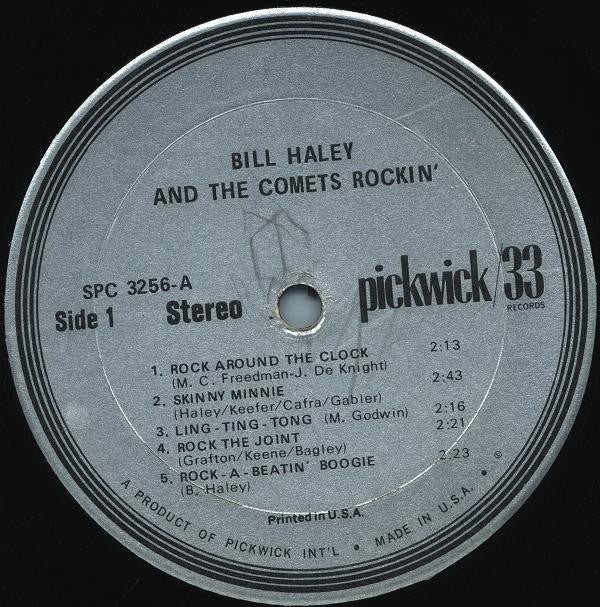 BILL HALEY
AND THE COMETS ROCKIN'
SPC 3256-A
Side 1 Stereo
pickwick/33
RECORDS
1. ROCK AROUND THE CLOCK 2:13
(M. C. Freedman-J. De Knight)
2. SKINNY MINNIE 2:43
(Haley/Keefer/Cafra/Gabler)
3. LING-TING-TONG (M. Godwin) 2:16
4. ROCK THE JOINT 2:21
(Grafton/Keene/Bagley)
5. ROCK-A-BEATIN' BOOGIE 2:23
(B. Haley)
Printed in U.S.A.
A PRODUCT OF PICKWICK INT'L • MADE IN U.S.A. • ©